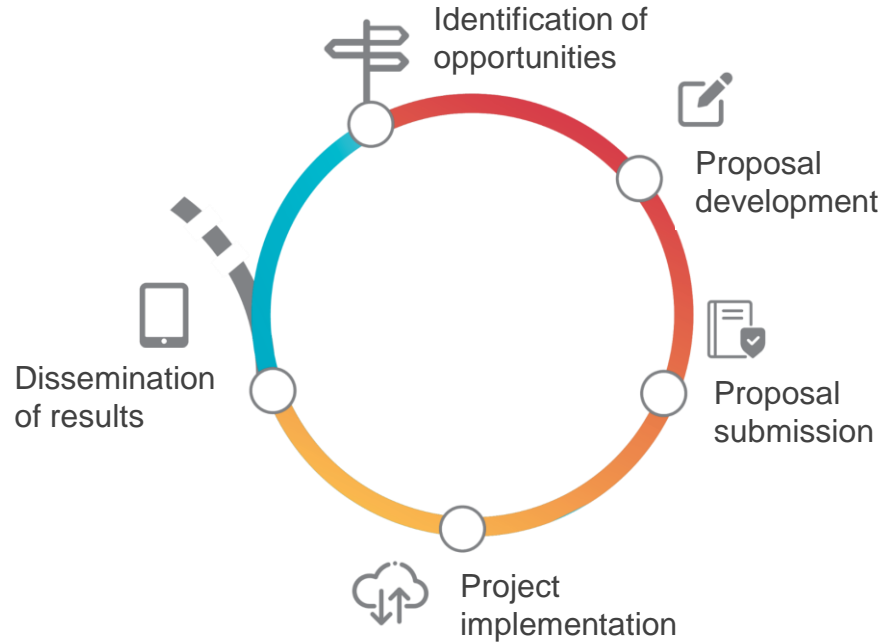 Identification of
opportunities
Proposal
development
Proposal
submission
Project
implementation
Dissemination
of results